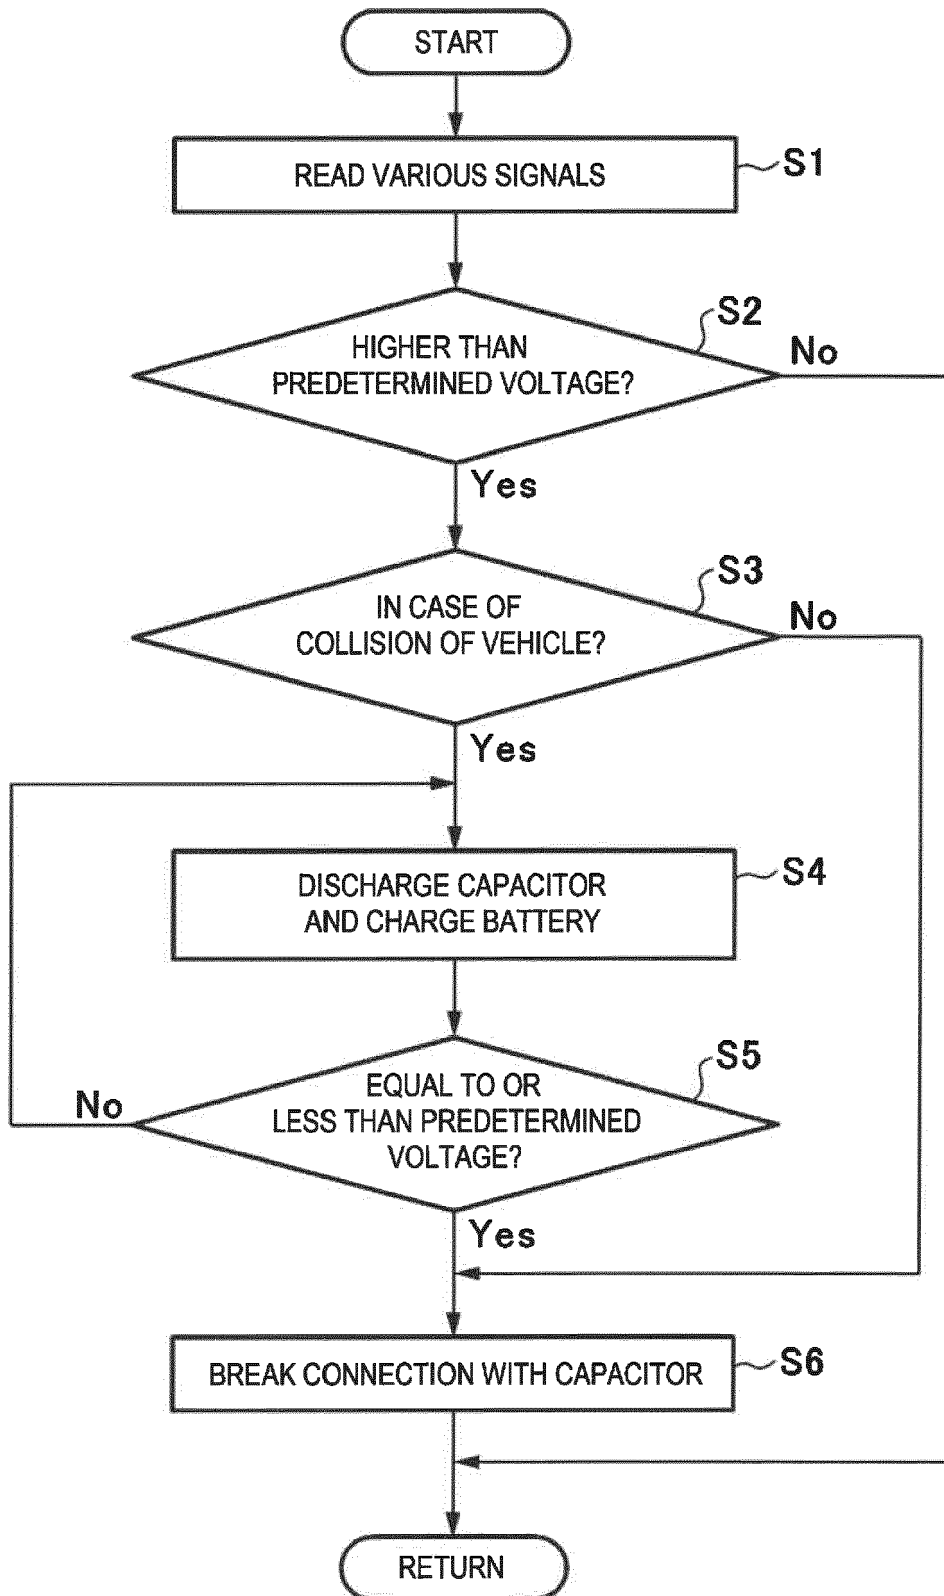 START
READ VARIOUS SIGNALS
S1
S2
HIGHER THAN
PREDETERMINED VOLTAGE?
No
Yes
S3
IN CASE OF
COLLISION OF VEHICLE?
No
Yes
DISCHARGE CAPACITOR
AND CHARGE BATTERY
S4
S5
EQUAL TO OR
LESS THAN PREDETERMINED
VOLTAGE?
No
Yes
BREAK CONNECTION WITH CAPACITOR
S6
RETURN